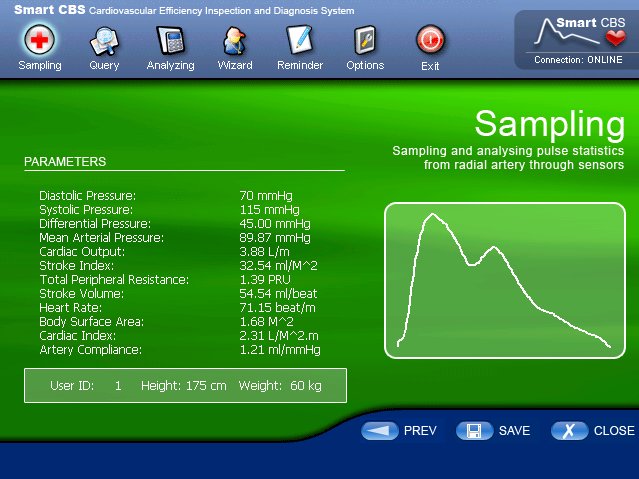 Smart CBS Cardiovascular Efficiency Inspection and Diagnosis System
Sampling Query Analyzing Wizard Reminder Options Exit
Smart CBS
Connection: ONLINE
Sampling
Sampling and analysing pulse statistics
from radial artery through sensors
PARAMETERS
Diastolic Pressure: 70 mmHg
Systolic Pressure: 115 mmHg
Differential Pressure: 45.00 mmHg
Mean Arterial Pressure: 89.87 mmHg
Cardiac Output: 3.88 L/m
Stroke Index: 32.54 ml/M^2
Total Peripheral Resistance: 1.39 PRU
Stroke Volume: 54.54 ml/beat
Heart Rate: 71.15 beat/m
Body Surface Area: 1.68 M^2
Cardiac Index: 2.31 L/M^2.m
Artery Compliance: 1.21 ml/mmHg
User ID: 1 Height: 175 cm Weight: 60 kg
PREV SAVE CLOSE